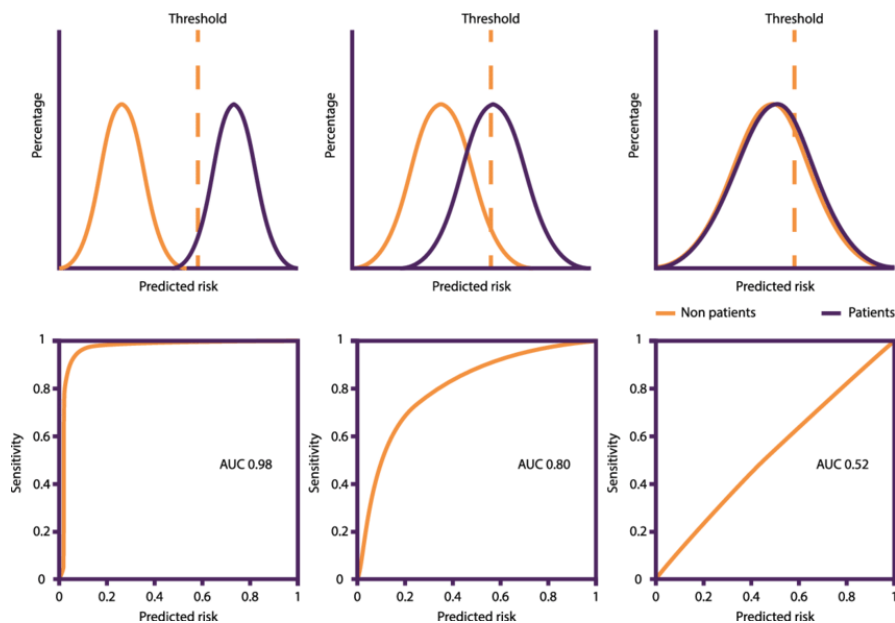 Threshold
Threshold
Threshold
Percentage
Percentage
Percentage
Predicted risk
Predicted risk
Predicted risk
Non patients
Patients
1
0.8
0.6
0.4
0.2
0
Sensitivity
AUC 0.98
0
0.2
0.4
0.6
0.8
1
Predicted risk
1
0.8
0.6
0.4
0.2
0
Sensitivity
AUC 0.80
0
0.2
0.4
0.6
0.8
1
Predicted risk
1
0.8
0.6
0.4
0.2
0
Sensitivity
AUC 0.52
0
0.2
0.4
0.6
0.8
1
Predicted risk